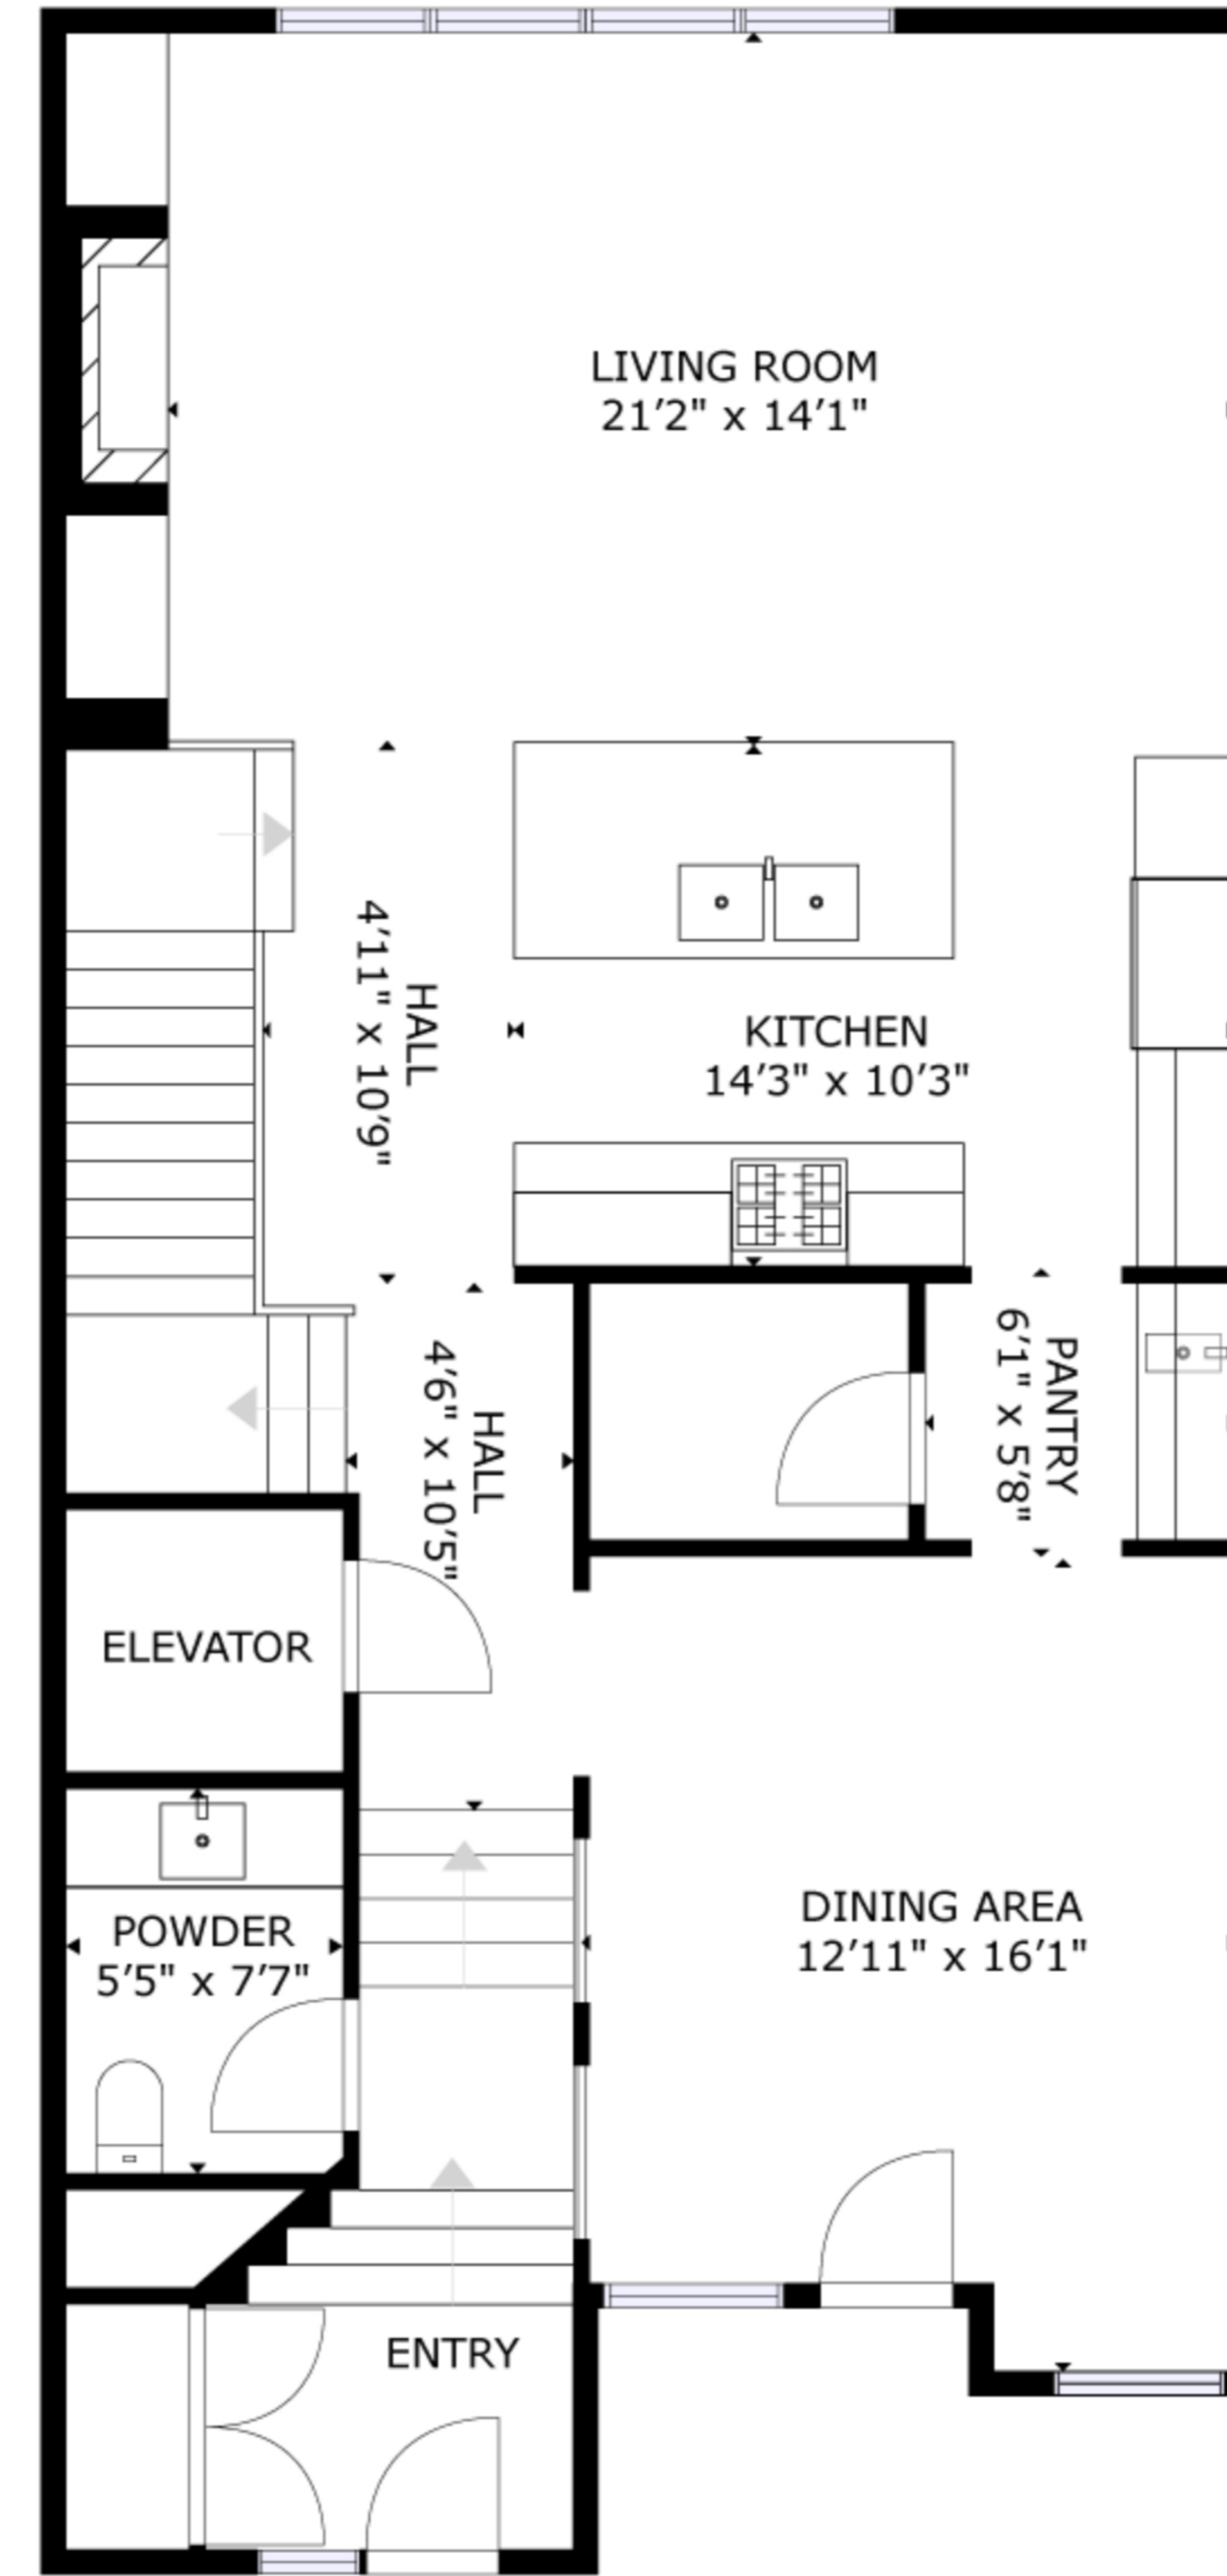 LIVING ROOM
21'2" x 14'1"
HALL
4'11" x 10'9"
KITCHEN
14'3" x 10'3"
HALL
4'6" x 10'5"
PANTRY
6'1" x 5'8"
ELEVATOR
POWDER
5'5" x 7'7"
DINING AREA
12'11" x 16'1"
ENTRY